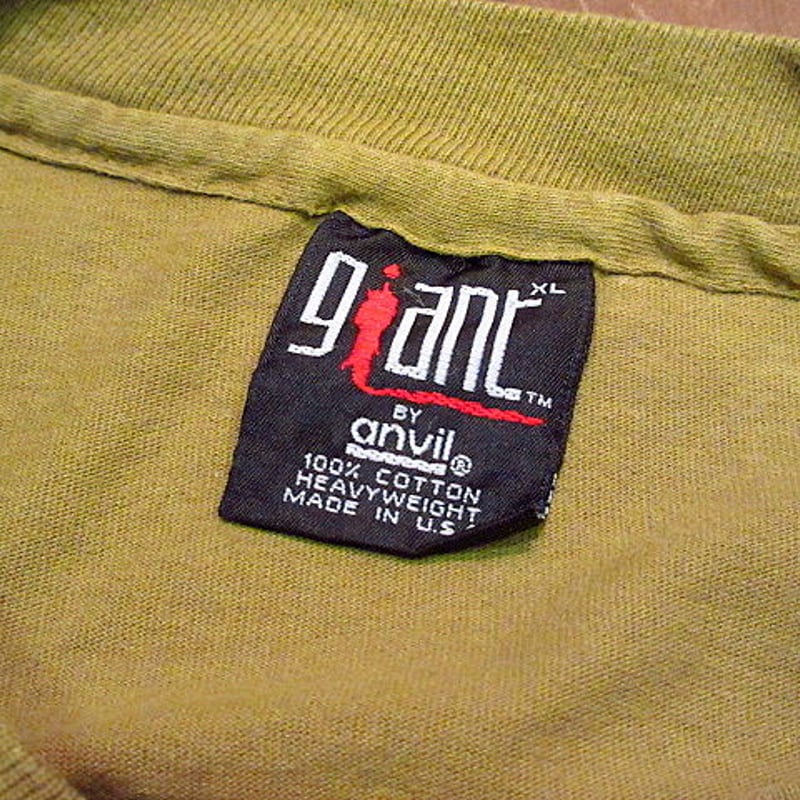 giant XL
TM
BY
anvil ®
100% COTTON
HEAVYWEIGHT
MADE IN U.S